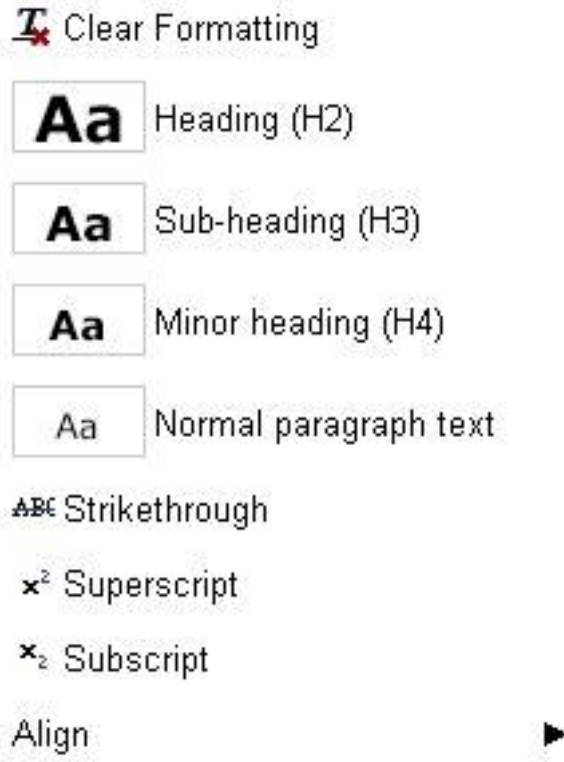 T Clear Formatting
Aa Heading (H2)
Aa Sub-heading (H3)
Aa Minor heading (H4)
Aa Normal paragraph text
ABC Strikethrough
x² Superscript
x₂ Subscript
Align